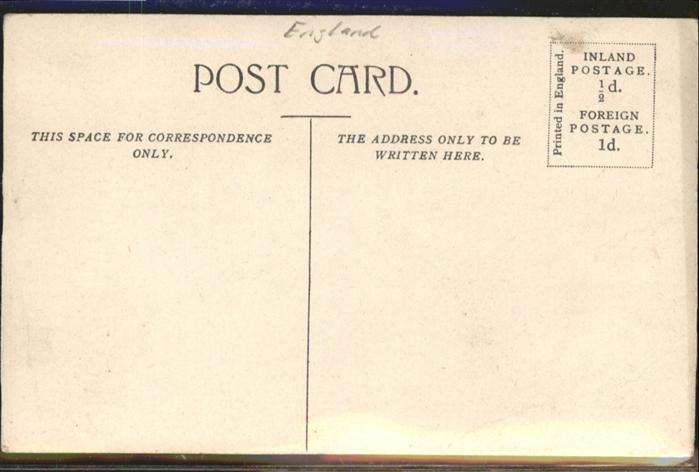 England
POST CARD.
THIS SPACE FOR CORRESPONDENCE
ONLY.
THE ADDRESS ONLY TO BE
WRITTEN HERE.
Printed in England.
INLAND
POSTAGE.
½d.
FOREIGN
POSTAGE.
1d.